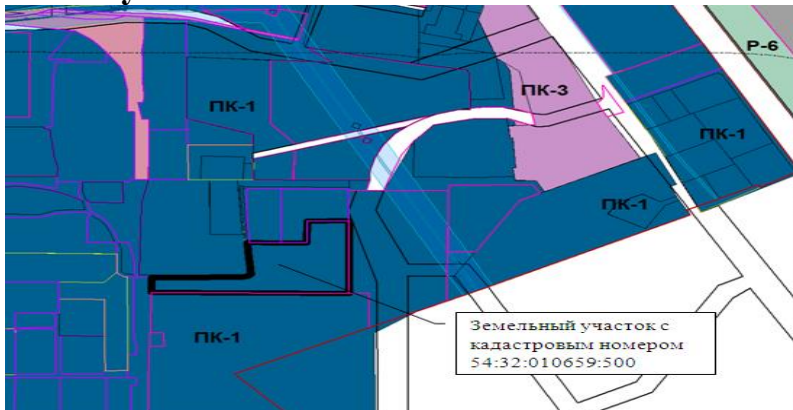 Р-6
ПК-1
ПК-3
ПК-1
ПК-1
ПК-1
Земельный участок с
кадастровым номером
54:32:010659:500